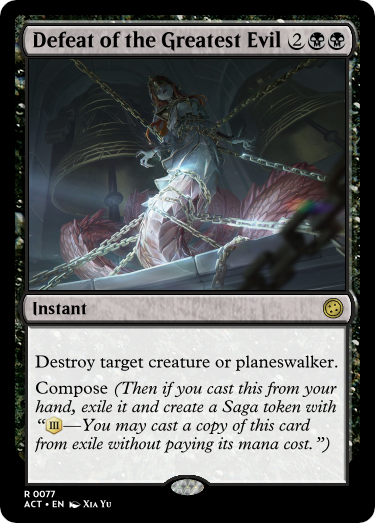 Defeat of the Greatest Evil 2
Instant
Destroy target creature or planeswalker.
Compose (Then if you cast this from your
hand, exile it and create a Saga token with
“III—You may cast a copy of this card
from exile without paying its mana cost.”)
R 0077
ACT • EN Xia Yu